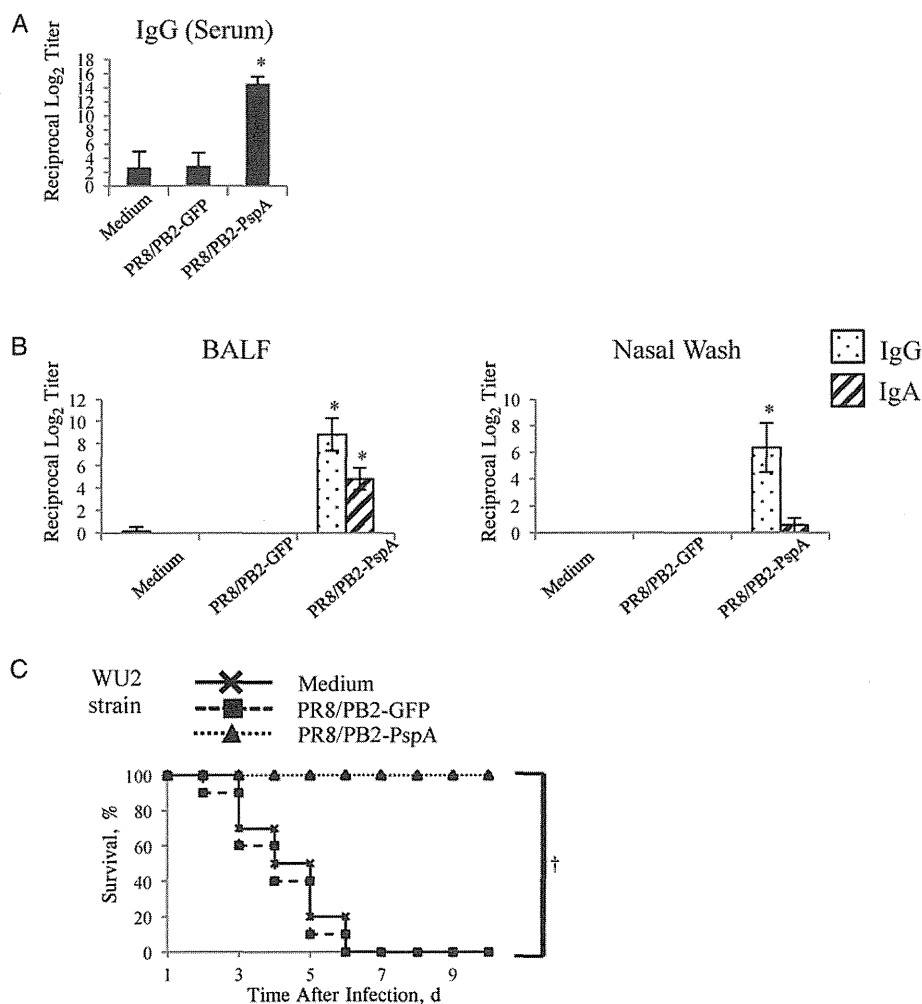 A
IgG (Serum)
Reciprocal Log2 Titer
18
16
14
12
10
8
6
4
2
0
*
Medium
PR8/PB2-GFP
PR8/PB2-PspA
B
BALF
Reciprocal Log2 Titer
12
10
8
6
4
2
0
*
*
Medium
PR8/PB2-GFP
PR8/PB2-PspA
Nasal Wash
Reciprocal Log2 Titer
10
8
6
4
2
0
*
Medium
PR8/PB2-GFP
PR8/PB2-PspA
IgG
IgA
C
WU2
strain
Medium
PR8/PB2-GFP
PR8/PB2-PspA
Survival, %
100
80
60
40
20
0
1 3 5 7 9
Time After Infection, d
†